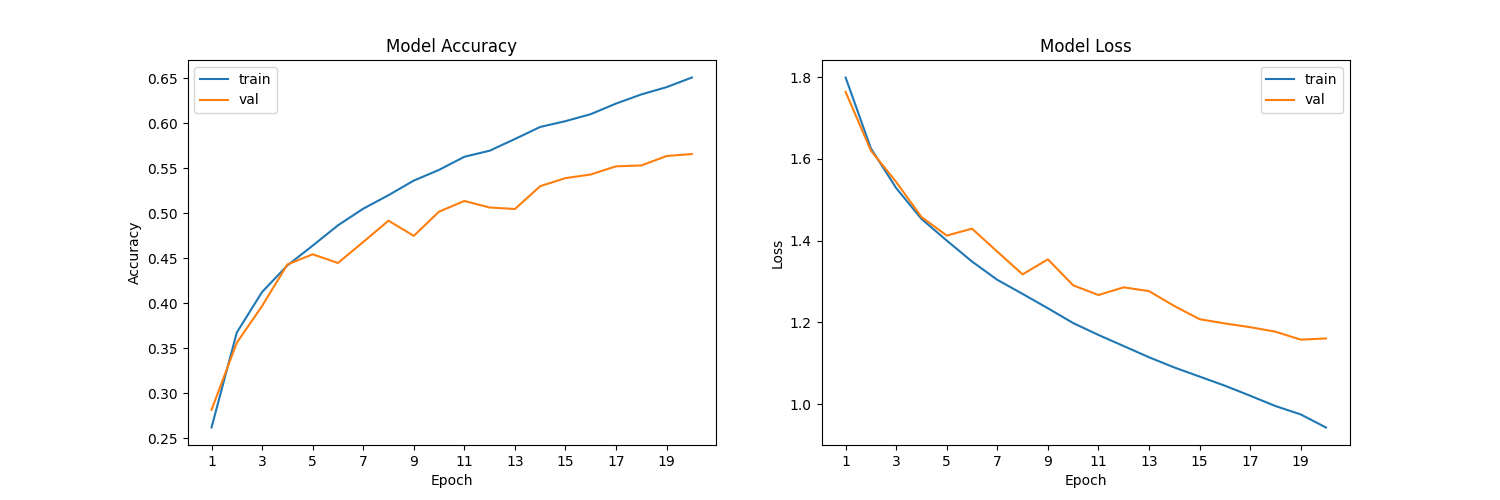 Model Accuracy
train
val
0.65
0.60
0.55
0.50
0.45
0.40
0.35
0.30
0.25
Accuracy
1 3 5 7 9 11 13 15 17 19
Epoch
Model Loss
train
val
1.8
1.6
1.4
1.2
1.0
Loss
1 3 5 7 9 11 13 15 17 19
Epoch